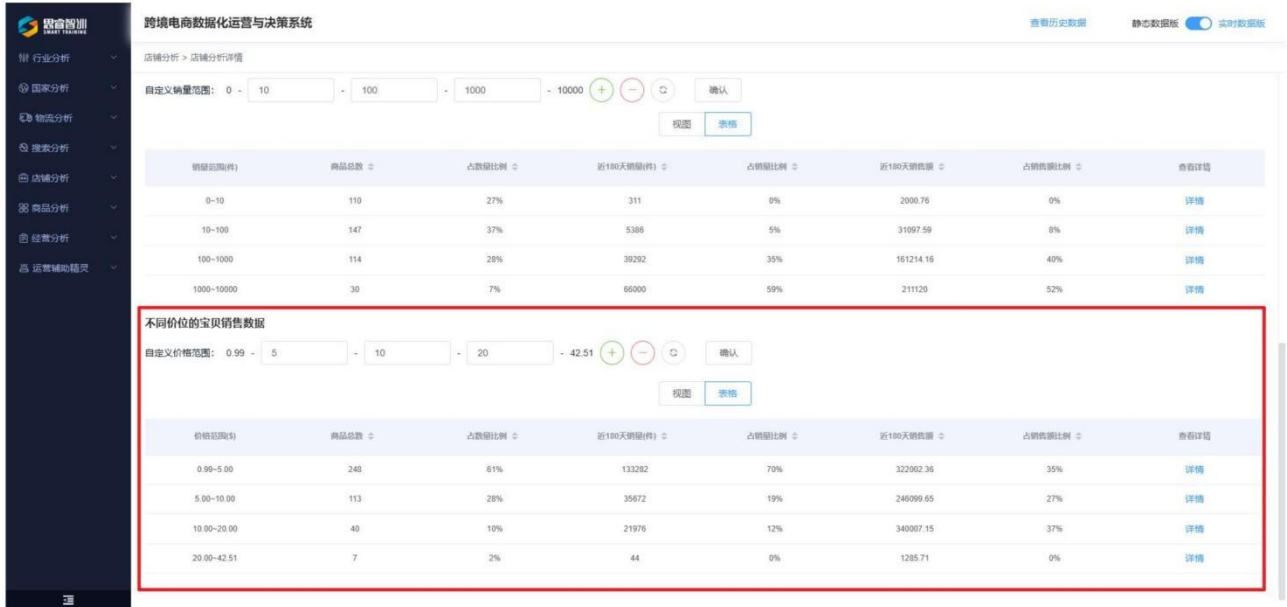 思睿智训
SMART TRAINING
跨境电商数据化运营与决策系统
查看历史数据
静态数据版
实时数据版
行业分析
国家分析
物流分析
搜索分析
店铺分析
商品分析
经营分析
运营辅助精灵
店铺分析 > 店铺分析详情
自定义销量范围: 0 - 10 - 100 - 1000 - 10000 + − 确认
视图 表格
销量范围(件) 商品总数 占数量比例 近180天销量(件) 占销量比例 近180天销售额 占销售额比例 查看详情
0~10 110 27% 311 0% 2000.76 0% 详情
10~100 147 37% 5386 5% 31097.59 8% 详情
100~1000 114 28% 39292 35% 161214.16 40% 详情
1000~10000 30 7% 66000 59% 211120 52% 详情
不同价位的宝贝销售数据
自定义价格范围: 0.99 - 5 - 10 - 20 - 42.51 + − 确认
视图 表格
价格范围($) 商品总数 占数量比例 近180天销量(件) 占销量比例 近180天销售额 占销售额比例 查看详情
0.99~5.00 248 61% 133282 70% 322002.36 35% 详情
5.00~10.00 113 28% 35672 19% 246099.65 27% 详情
10.00~20.00 40 10% 21976 12% 340007.15 37% 详情
20.00~42.51 7 2% 44 0% 1285.71 0% 详情